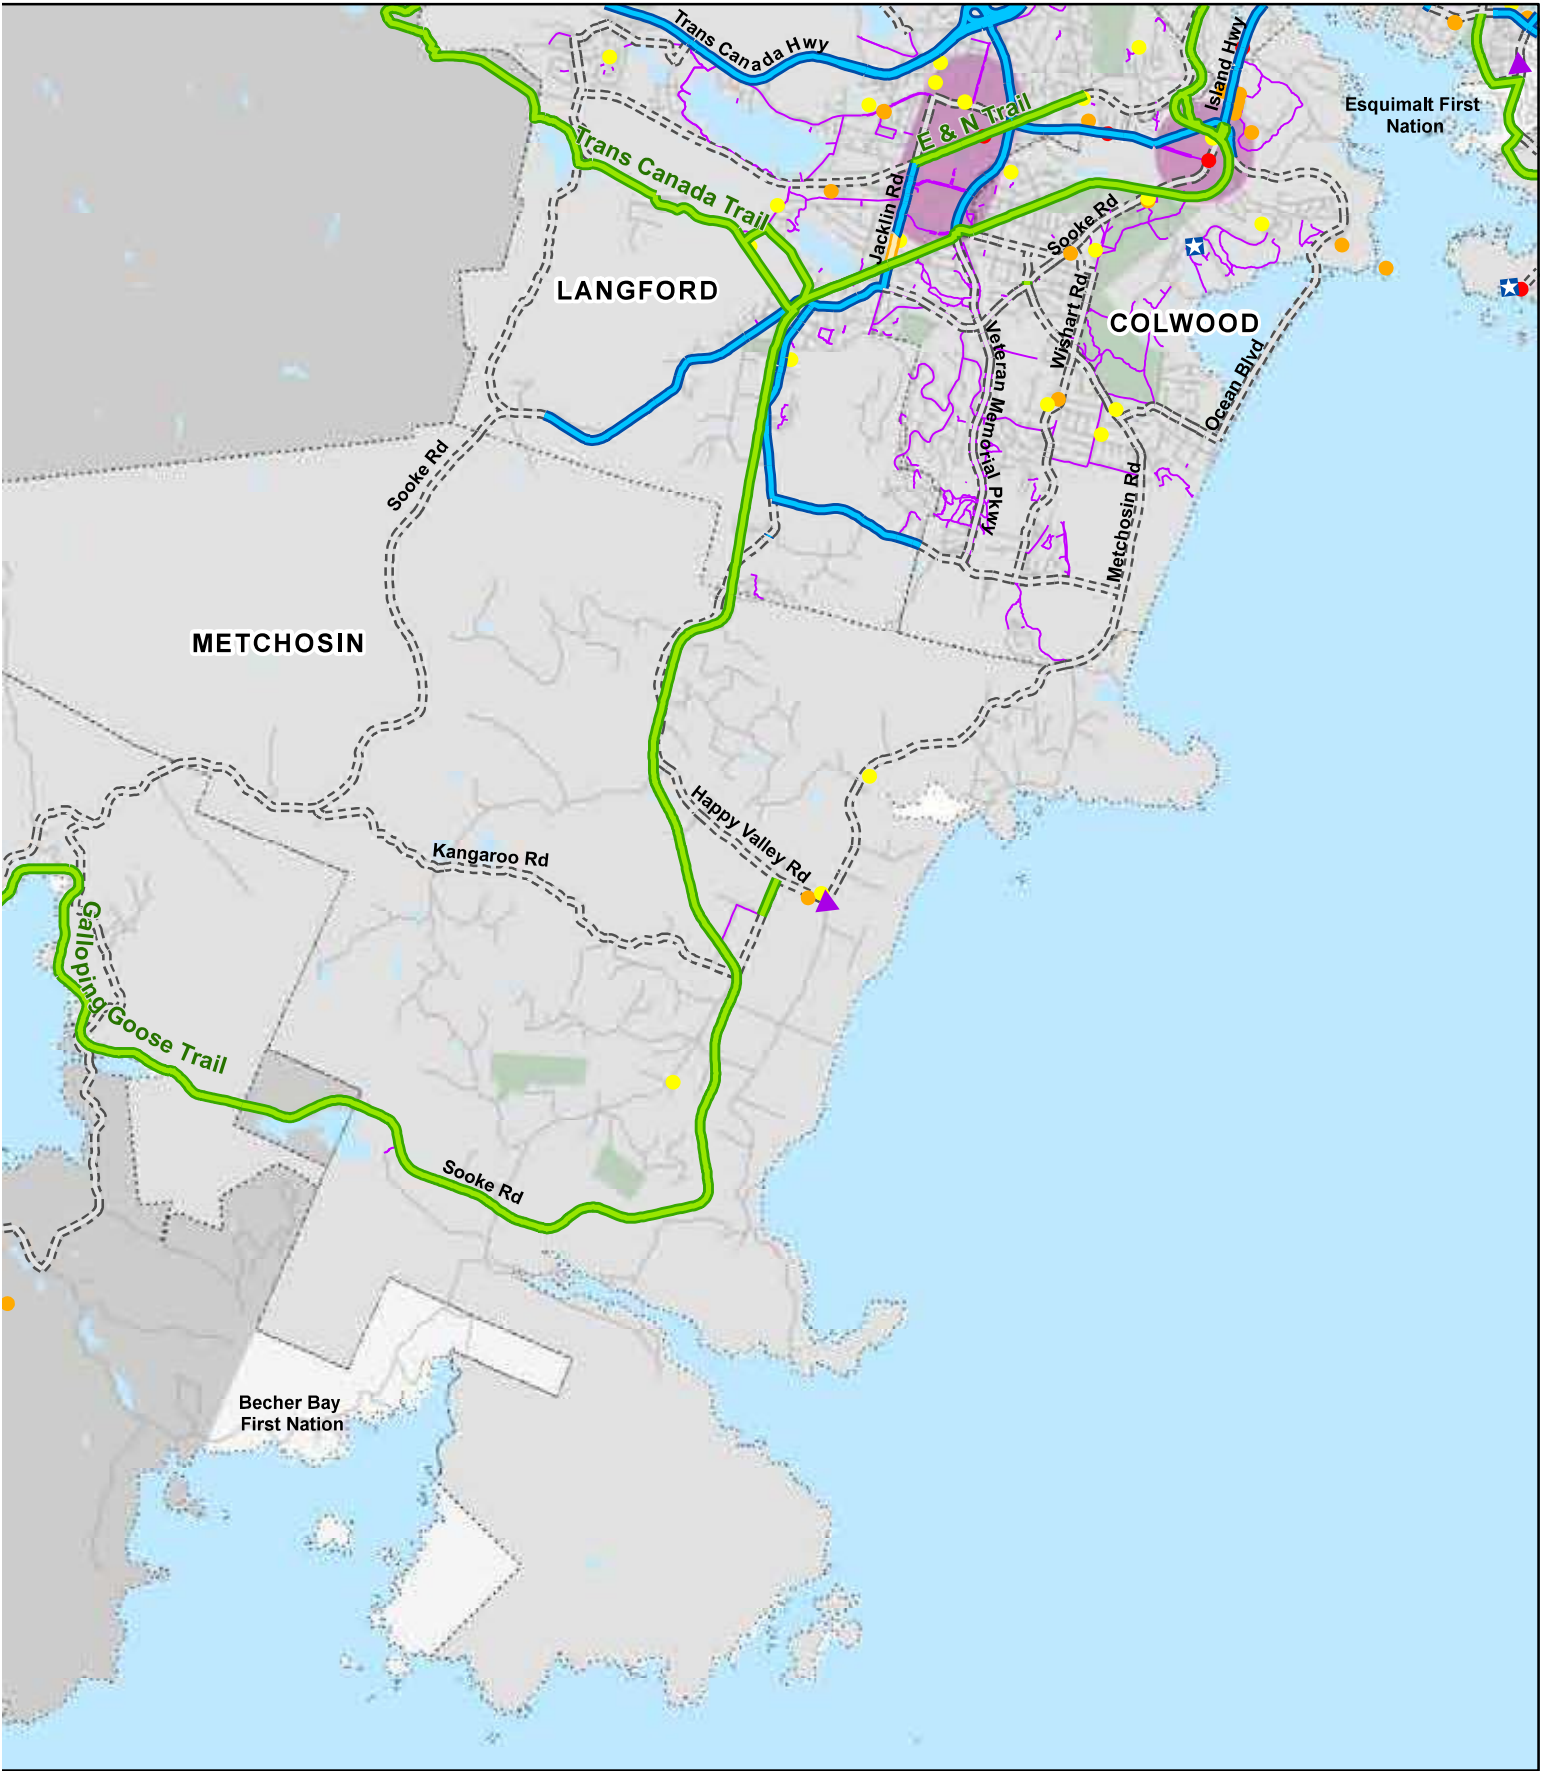 Trans Canada Hwy
Island Hwy
Esquimalt First
Nation
E & N Trail
Trans Canada Trail
Jacklin Rd
Sooke Rd
LANGFORD
Wishart Rd
COLWOOD
Veteran Memorial Pkwy
Ocean Blvd
Sooke Rd
Metchosin Rd
METCHOSIN
Happy Valley Rd
Kangaroo Rd
Galloping Goose Trail
Sooke Rd
Becher Bay
First Nation